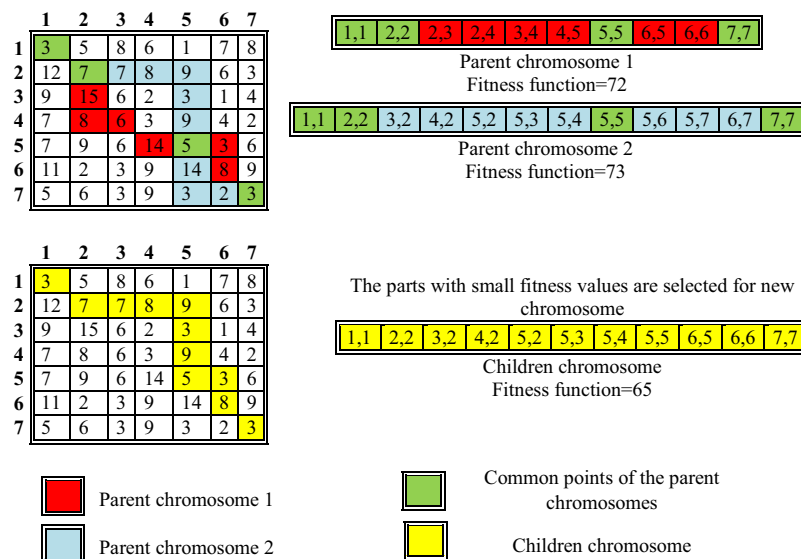 1 2 3 4 5 6 7
1 3 5 8 6 1 7 8
2 12 7 7 8 9 6 3
3 9 15 6 2 3 1 4
4 7 8 6 3 9 4 2
5 7 9 6 14 5 3 6
6 11 2 3 9 14 8 9
7 5 6 3 9 3 2 3
1,1 2,2 2,3 2,4 3,4 4,5 5,5 6,5 6,6 7,7
Parent chromosome 1
Fitness function=72
1,1 2,2 3,2 4,2 5,2 5,3 5,4 5,5 5,6 5,7 6,7 7,7
Parent chromosome 2
Fitness function=73
1 2 3 4 5 6 7
1 3 5 8 6 1 7 8
2 12 7 7 8 9 6 3
3 9 15 6 2 3 1 4
4 7 8 6 3 9 4 2
5 7 9 6 14 5 3 6
6 11 2 3 9 14 8 9
7 5 6 3 9 3 2 3
The parts with small fitness values are selected for new
chromosome
1,1 2,2 3,2 4,2 5,2 5,3 5,4 5,5 6,5 6,6 7,7
Children chromosome
Fitness function=65
Parent chromosome 1
Parent chromosome 2
Common points of the parent
chromosomes
Children chromosome